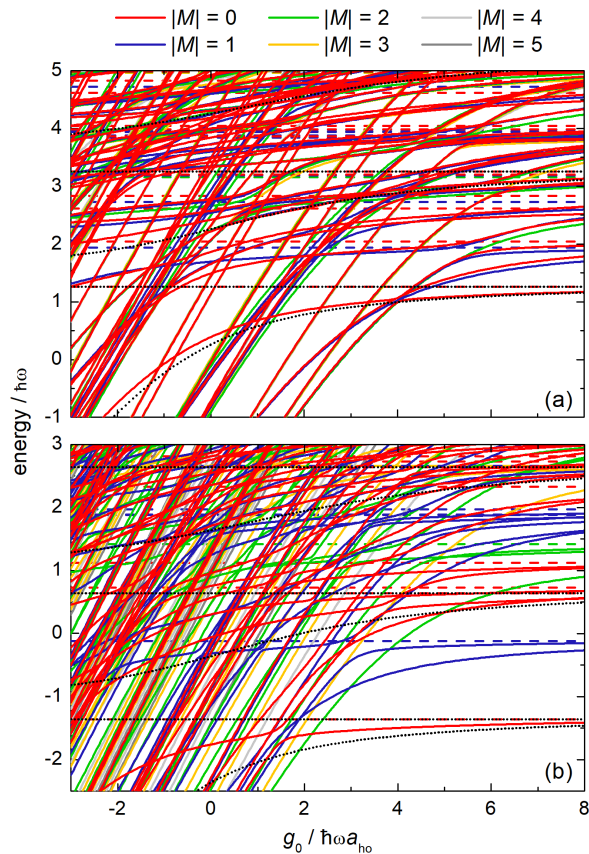 |M| = 0 |M| = 2 |M| = 4
|M| = 1 |M| = 3 |M| = 5
5
4
3
2
1
0
-1
(a)
energy / ħω
3
2
1
0
-1
-2
(b)
-2 0 2 4 6 8
g₀ / ħωaₕₒ